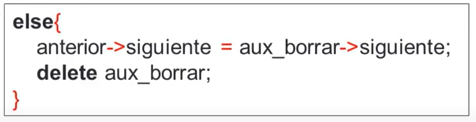 else{
anterior->siguiente = aux_borrar->siguiente;
delete aux_borrar;
}